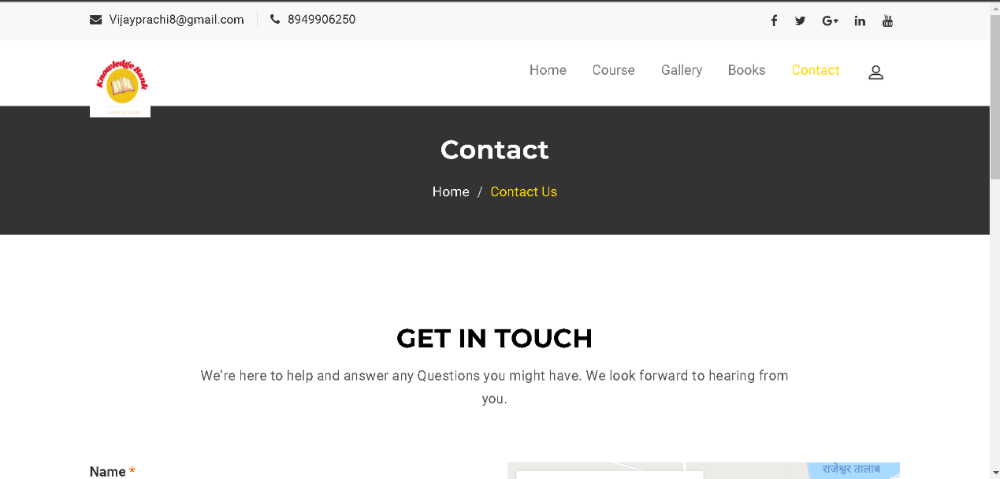 Vijayprachi8@gmail.com
8949906250
Knowledge Bank
Home
Course
Gallery
Books
Contact
Contact
Home / Contact Us
GET IN TOUCH
We're here to help and answer any Questions you might have. We look forward to hearing from
you.
Name *
राजेश्वर तालाब